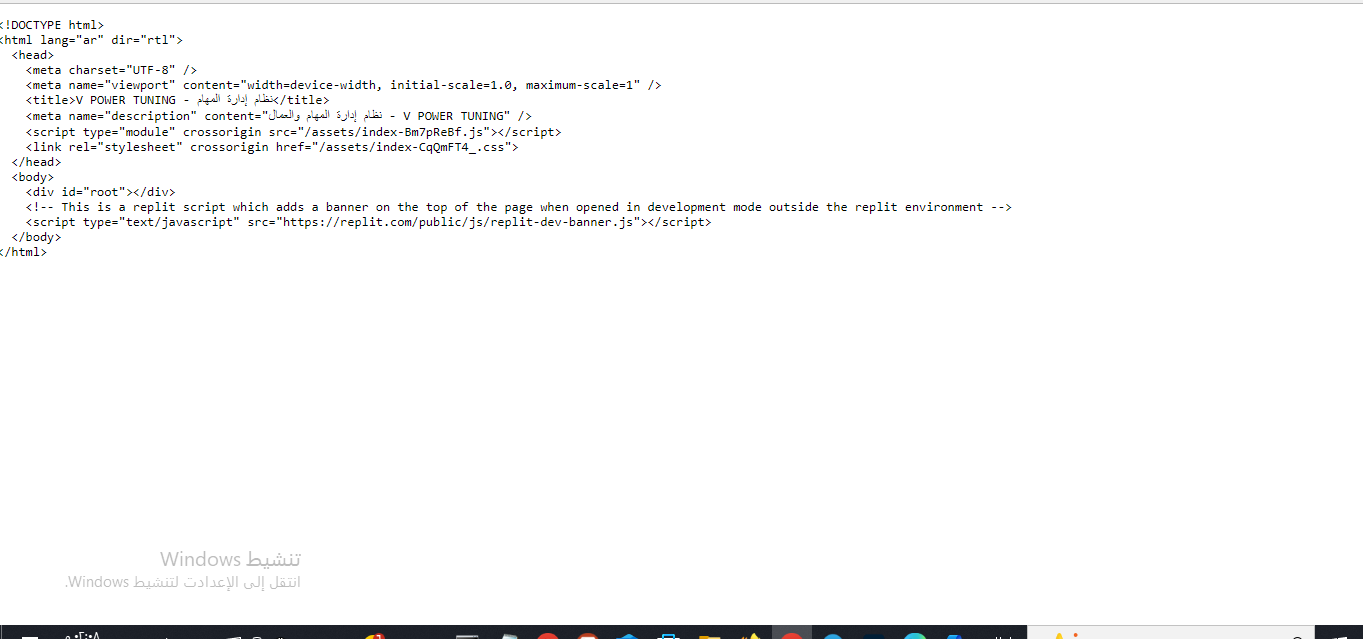 <!DOCTYPE html>
<html lang="ar" dir="rtl">
<head>
<meta charset="UTF-8" />
<meta name="viewport" content="width=device-width, initial-scale=1.0, maximum-scale=1" />
<title>V POWER TUNING - نظام إدارة المهام</title>
<meta name="description" content="نظام إدارة المهام والعمال - V POWER TUNING" />
<script type="module" crossorigin src="/assets/index-Bm7pReBf.js"></script>
<link rel="stylesheet" crossorigin href="/assets/index-CqQmFT4_.css">
</head>
<body>
<div id="root"></div>
<!-- This is a replit script which adds a banner on the top of the page when opened in development mode outside the replit environment -->
<script type="text/javascript" src="https://replit.com/public/js/replit-dev-banner.js"></script>
</body>
</html>
تنشيط Windows
انتقل إلى الإعدادت لتنشيط Windows.